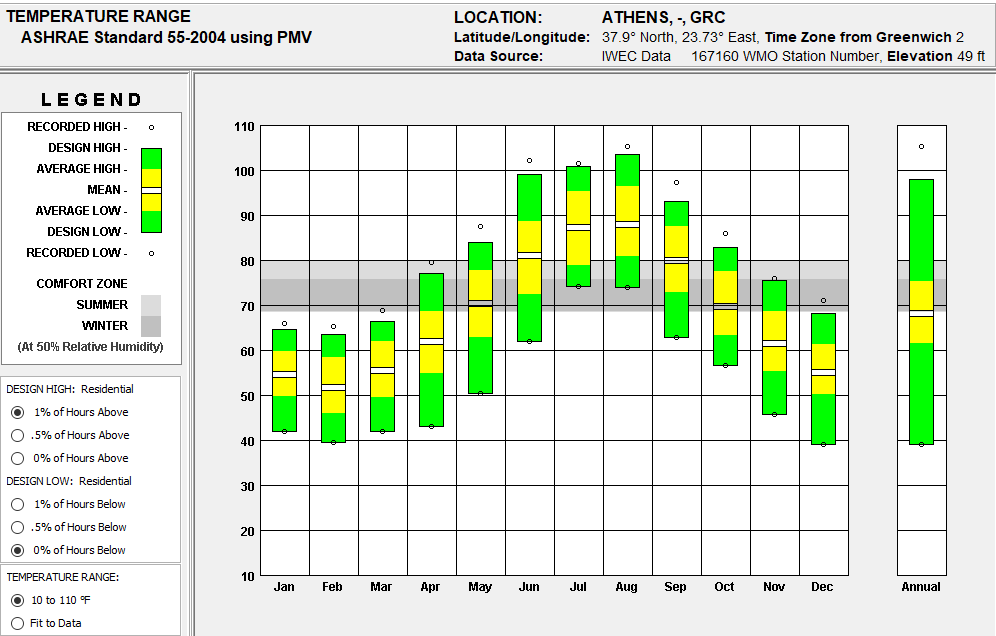 TEMPERATURE RANGE
ASHRAE Standard 55-2004 using PMV
LOCATION: ATHENS, -, GRC
Latitude/Longitude: 37.9° North, 23.73° East, Time Zone from Greenwich 2
Data Source: IWEC Data 167160 WMO Station Number, Elevation 49 ft
LEGEND
RECORDED HIGH -
DESIGN HIGH -
AVERAGE HIGH -
MEAN -
AVERAGE LOW -
DESIGN LOW -
RECORDED LOW -
COMFORT ZONE
SUMMER
WINTER
(At 50% Relative Humidity)
DESIGN HIGH: Residential
1% of Hours Above
.5% of Hours Above
0% of Hours Above
DESIGN LOW: Residential
1% of Hours Below
.5% of Hours Below
0% of Hours Below
TEMPERATURE RANGE:
10 to 110 °F
Fit to Data
110
100
90
80
70
60
50
40
30
20
10
Jan Feb Mar Apr May Jun Jul Aug Sep Oct Nov Dec Annual